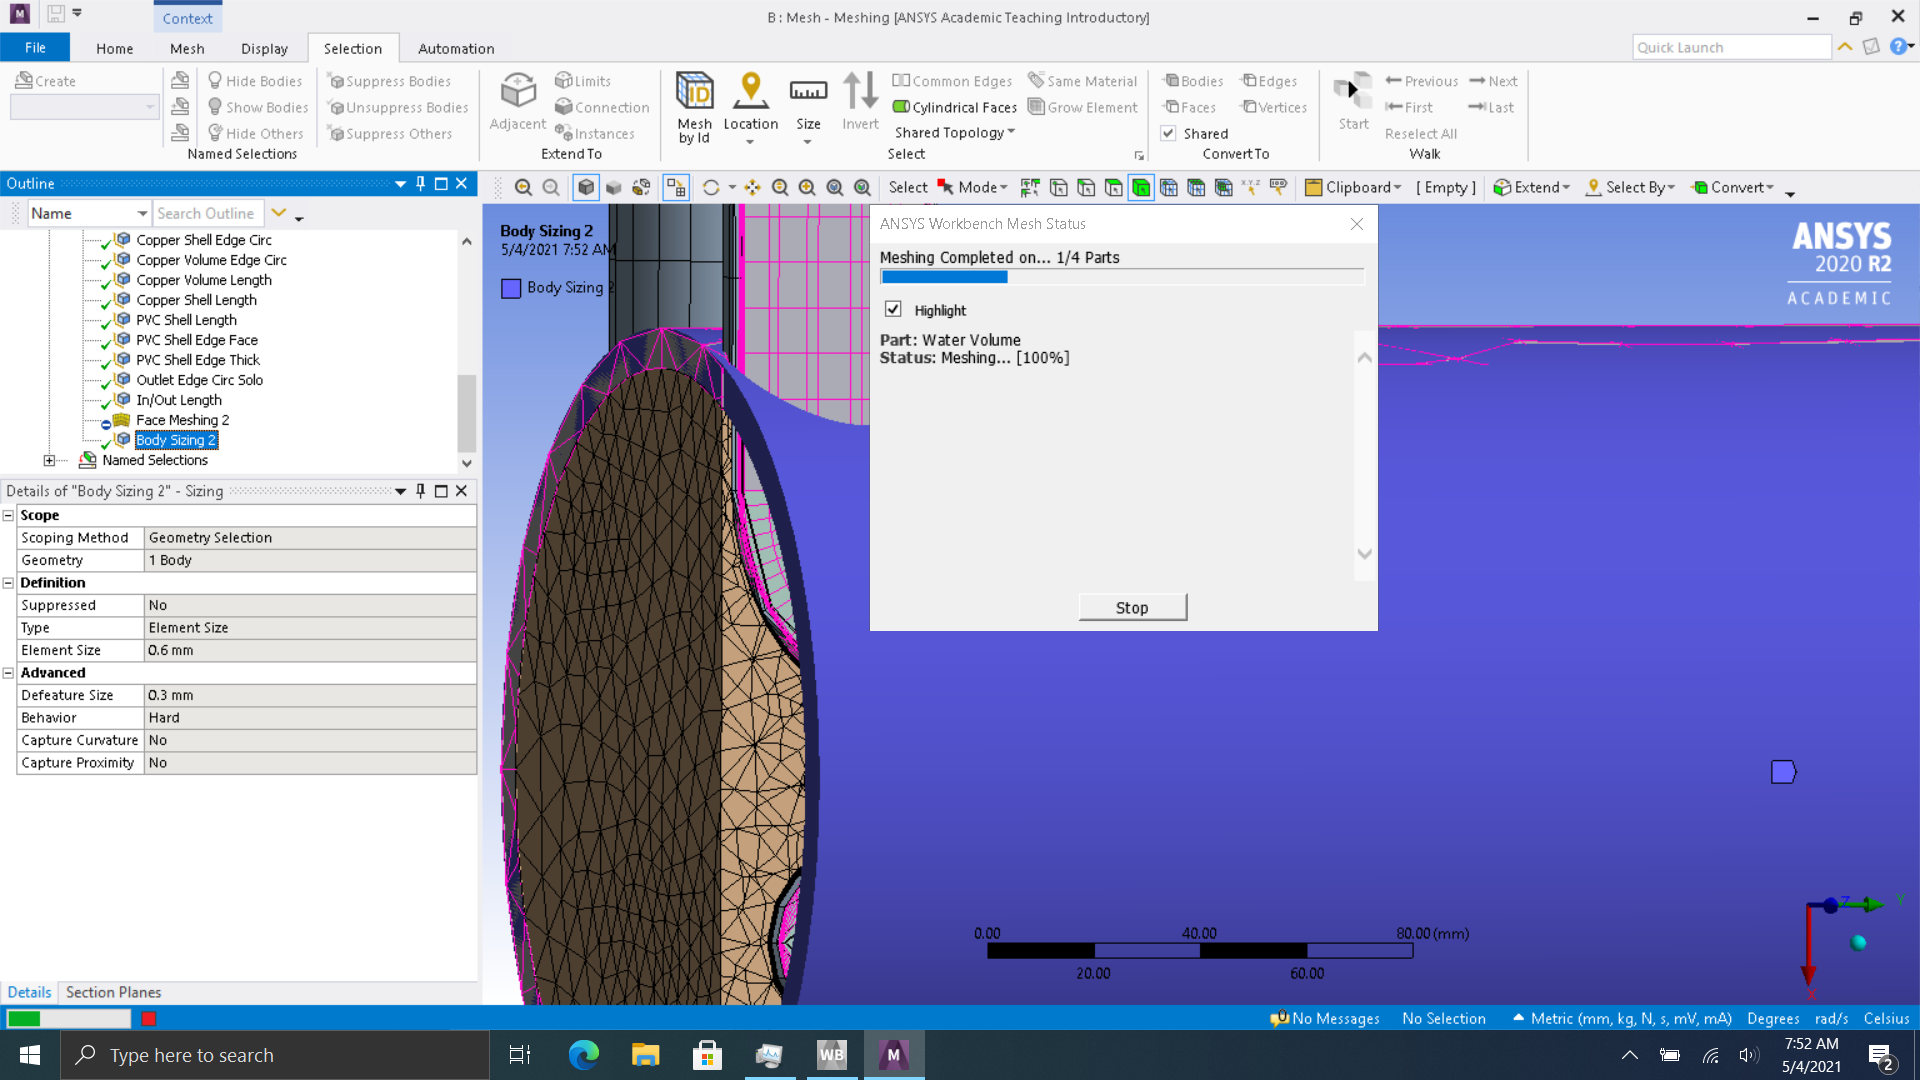 Context
B : Mesh - Meshing [ANSYS Academic Teaching Introductory]
File
Home
Mesh
Display
Selection
Automation
Quick Launch
Create
Hide Bodies
Show Bodies
Hide Others
Suppress Bodies
Unsuppress Bodies
Suppress Others
Named Selections
Adjacent
Limits
Connection
Instances
Extend To
Mesh by Id
Location
Size
Invert
Common Edges
Cylindrical Faces
Shared Topology
Same Material
Grow Element
Select
Bodies
Edges
Faces
Vertices
Shared
Convert To
Start
Previous
Next
First
Last
Reselect All
Walk
Outline
Select
Mode
Clipboard
[ Empty ]
Extend
Select By
Convert
Name
Search Outline
Copper Shell Edge Circ
Copper Volume Edge Circ
Copper Volume Length
Copper Shell Length
PVC Shell Length
PVC Shell Edge Face
PVC Shell Edge Thick
Outlet Edge Circ Solo
In/Out Length
Face Meshing 2
Body Sizing 2
Named Selections
Details of "Body Sizing 2" - Sizing
Scope
Scoping Method Geometry Selection
Geometry 1 Body
Definition
Suppressed No
Type Element Size
Element Size 0.6 mm
Advanced
Defeature Size 0.3 mm
Behavior Hard
Capture Curvature No
Capture Proximity No
Details
Section Planes
Body Sizing 2
5/4/2021 7:52 AM
Body Sizing 2
ANSYS Workbench Mesh Status
Meshing Completed on... 1/4 Parts
Highlight
Part: Water Volume
Status: Meshing... [100%]
Stop
ANSYS
2020 R2
ACADEMIC
0.00 40.00 80.00 (mm)
20.00 60.00
Z Y
X
0 No Messages
No Selection
Metric (mm, kg, N, s, mV, mA)
Degrees
rad/s
Celsius
Type here to search
WB
M
7:52 AM
5/4/2021
2